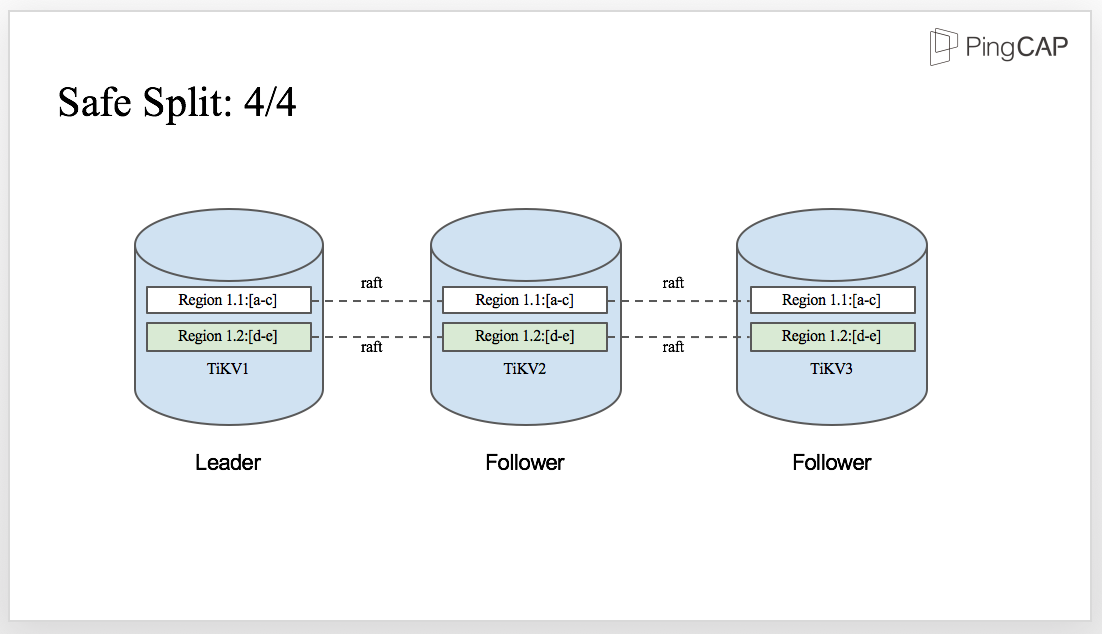 PingCAP
Safe Split: 4/4
raft
raft
Region 1.1:[a-c]
Region 1.1:[a-c]
Region 1.1:[a-c]
Region 1.2:[d-e]
Region 1.2:[d-e]
Region 1.2:[d-e]
raft
raft
TiKV1
TiKV2
TiKV3
Leader
Follower
Follower